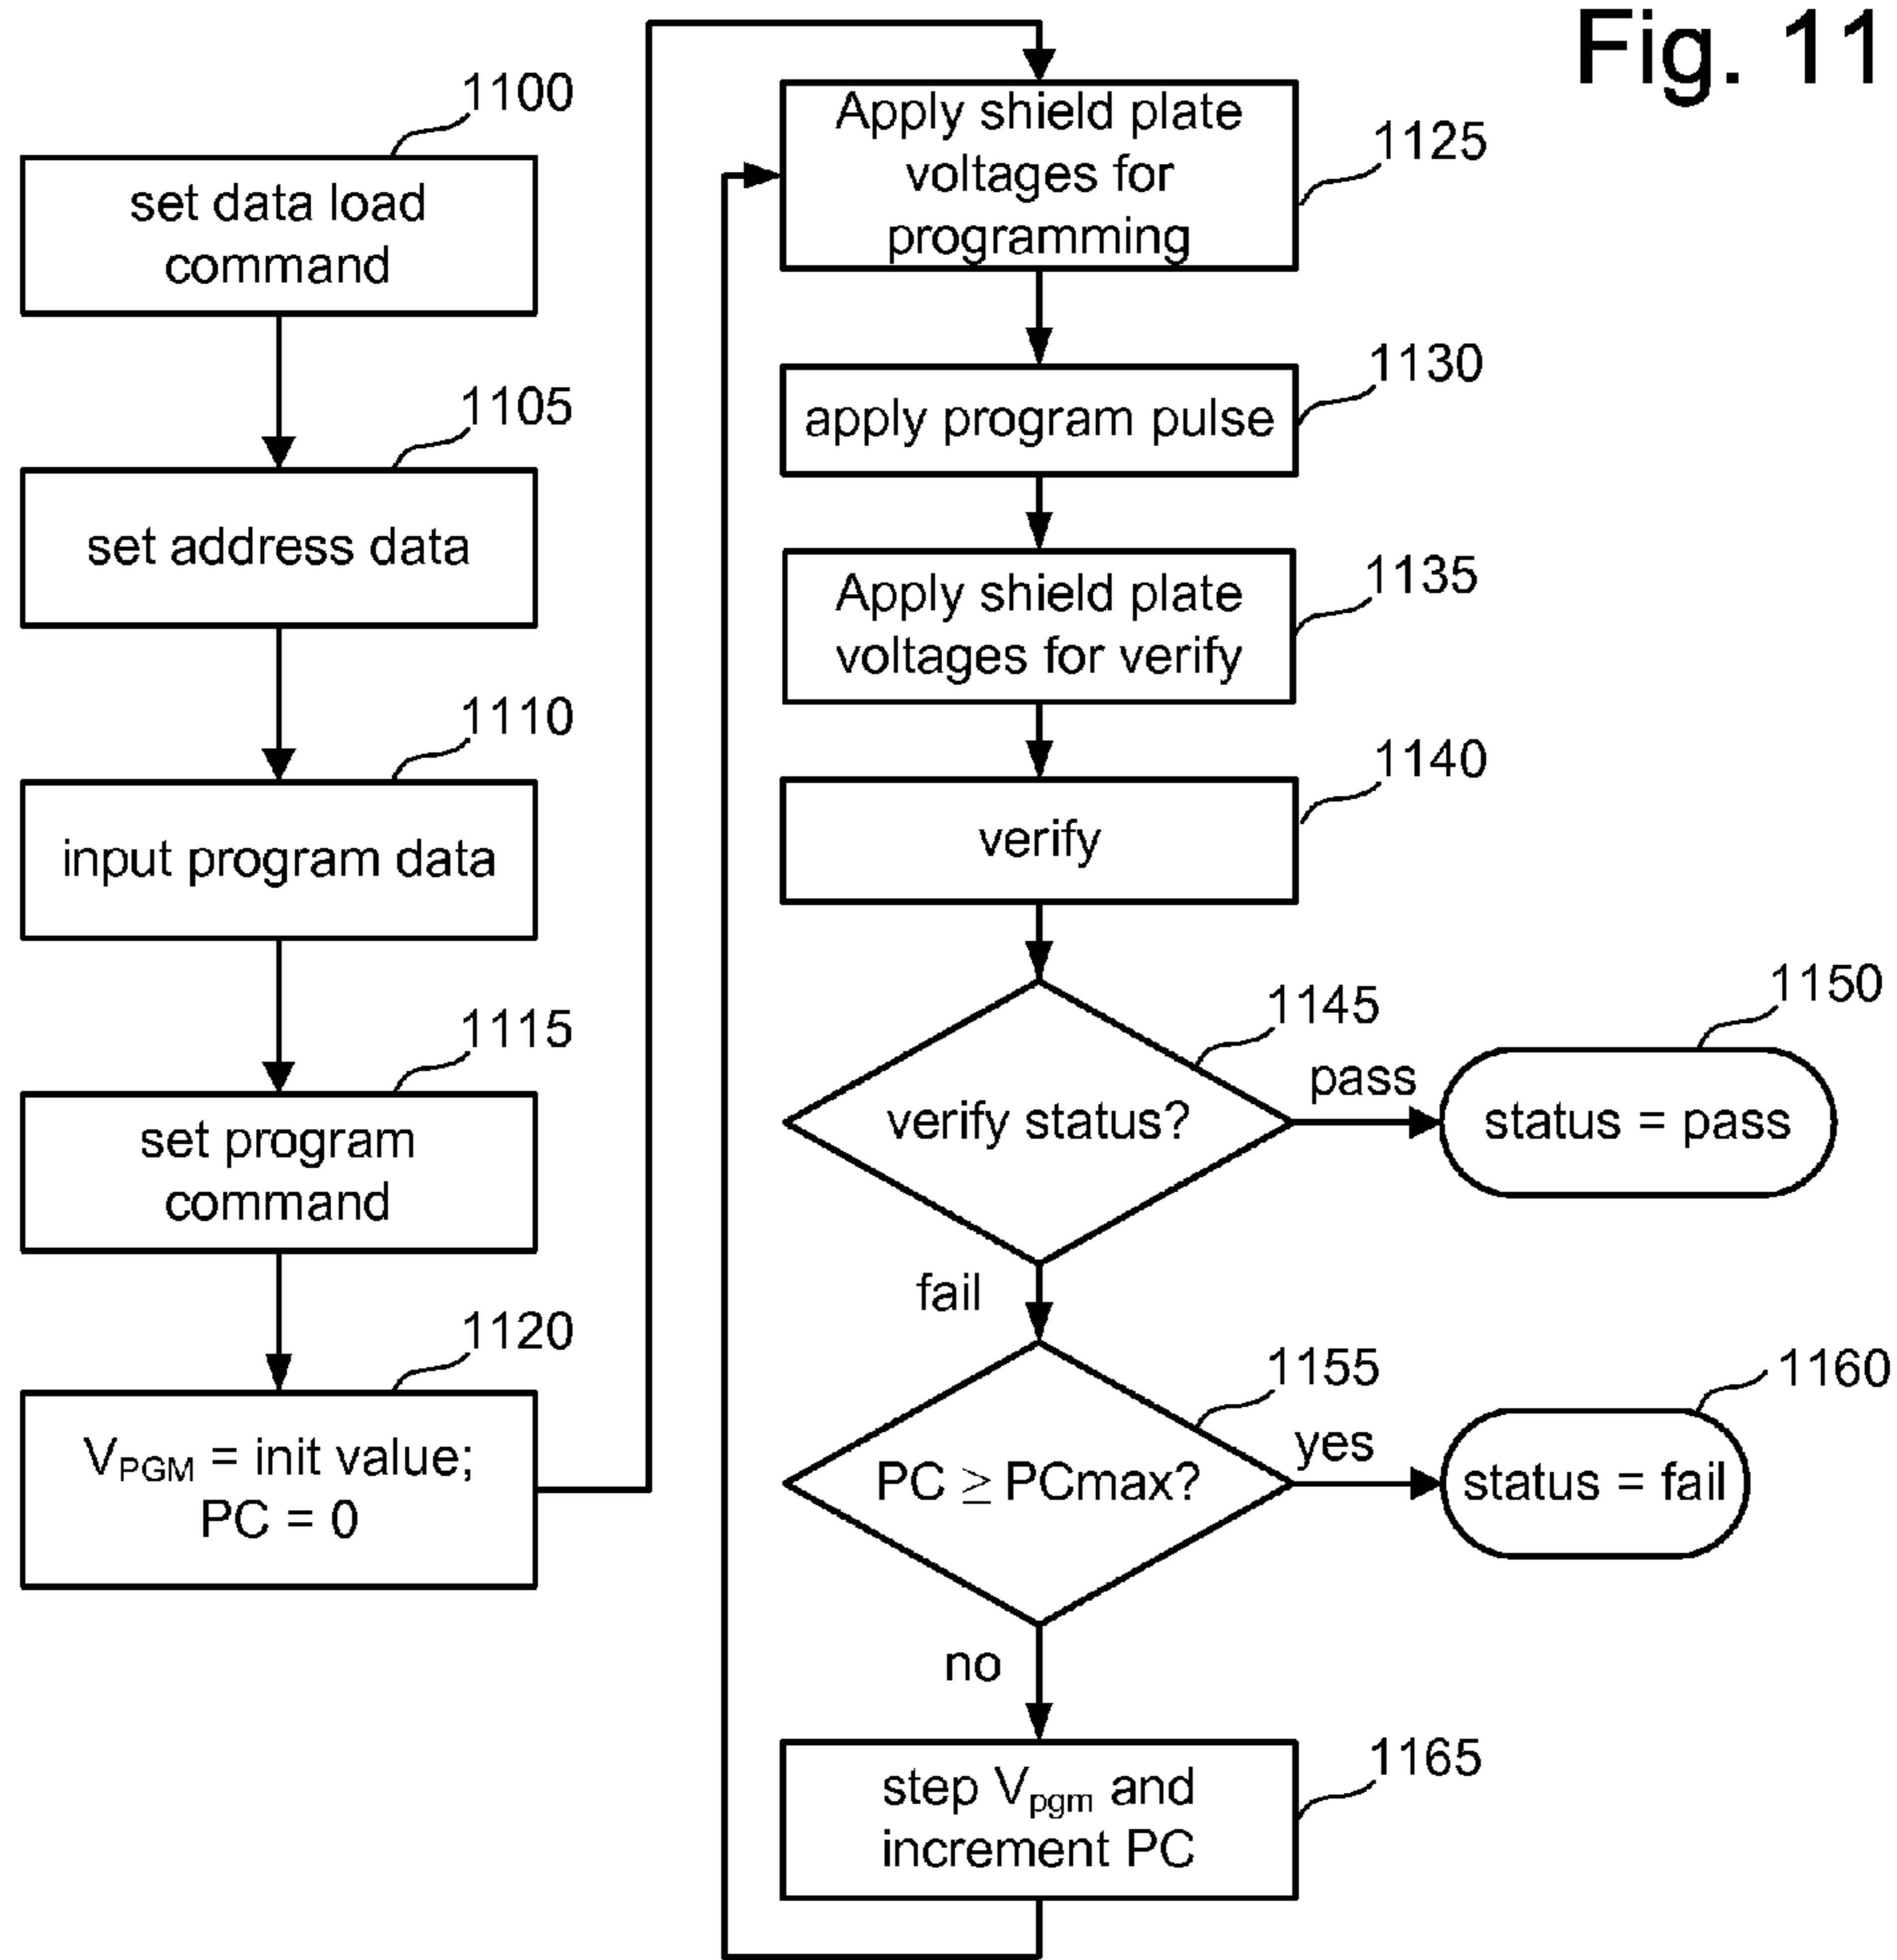 Fig. 11
1100
set data load
command
1105
set address data
1110
input program data
1115
set program
command
1120
V_PGM = init value;
PC = 0
Apply shield plate
voltages for
programming
1125
1130
apply program pulse
1135
Apply shield plate
voltages for verify
1140
verify
1145
verify status?
pass
1150
status = pass
fail
1155
PC ≥ PCmax?
yes
1160
status = fail
no
1165
step V_pgm and
increment PC